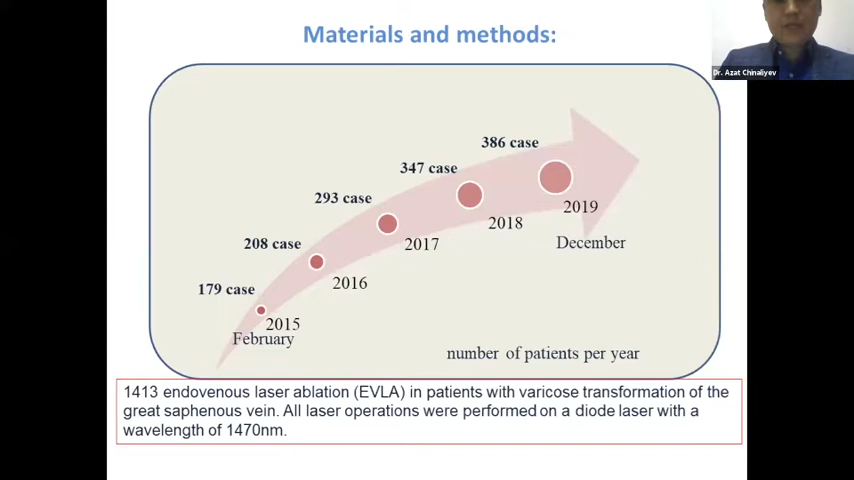 Materials and methods:
Dr. Azat Chinaliyev
386 case
347 case
293 case
2019
208 case
2018
2017
December
179 case
2016
2015
February
number of patients per year
1413 endovenous laser ablation (EVLA) in patients with varicose transformation of the
great saphenous vein. All laser operations were performed on a diode laser with a
wavelength of 1470nm.